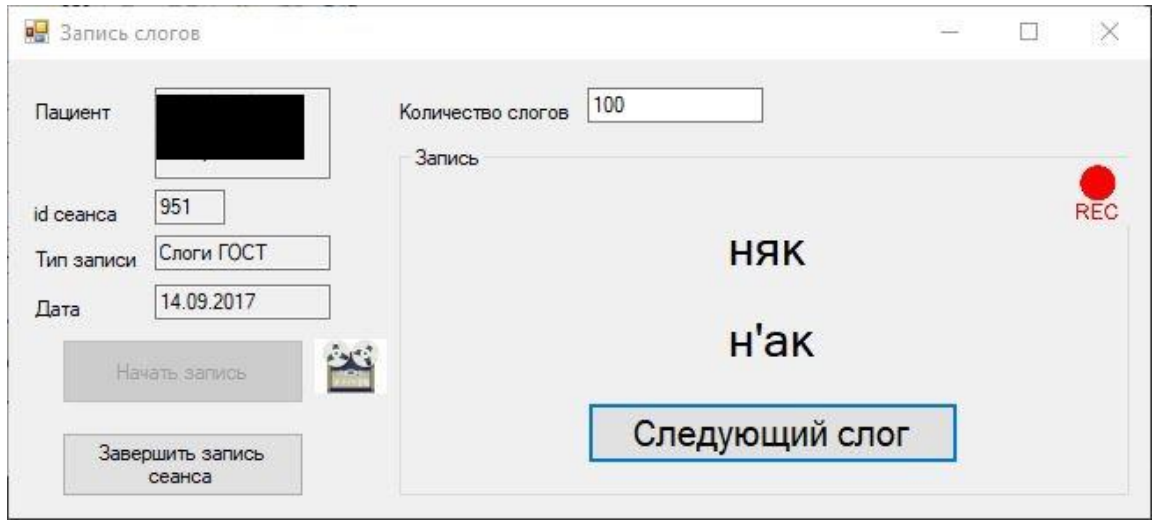 Запись слогов
Пациент
Количество слогов 100
Запись
REC
id сеанса 951
Тип записи Слоги ГОСТ
Дата 14.09.2017
няк
н'ак
Начать запись
Следующий слог
Завершить запись
сеанса